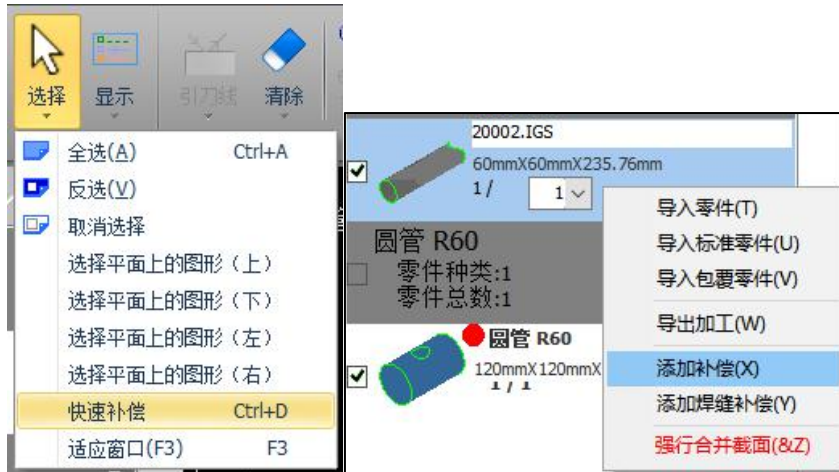 选择
显示
引刀线
清除
全选(A) Ctrl+A
反选(V)
取消选择
选择平面上的图形（上）
选择平面上的图形（下）
选择平面上的图形（左）
选择平面上的图形（右）
快速补偿 Ctrl+D
适应窗口(F3) F3
20002.IGS
60mmX60mmX235.76mm
1/ 1
圆管 R60
零件种类:1
零件总数:1
圆管 R60
120mmX120mmX
1/1
导入零件(T)
导入标准零件(U)
导入包覆零件(V)
导出加工(W)
添加补偿(X)
添加焊缝补偿(Y)
强行合并截面(&Z)